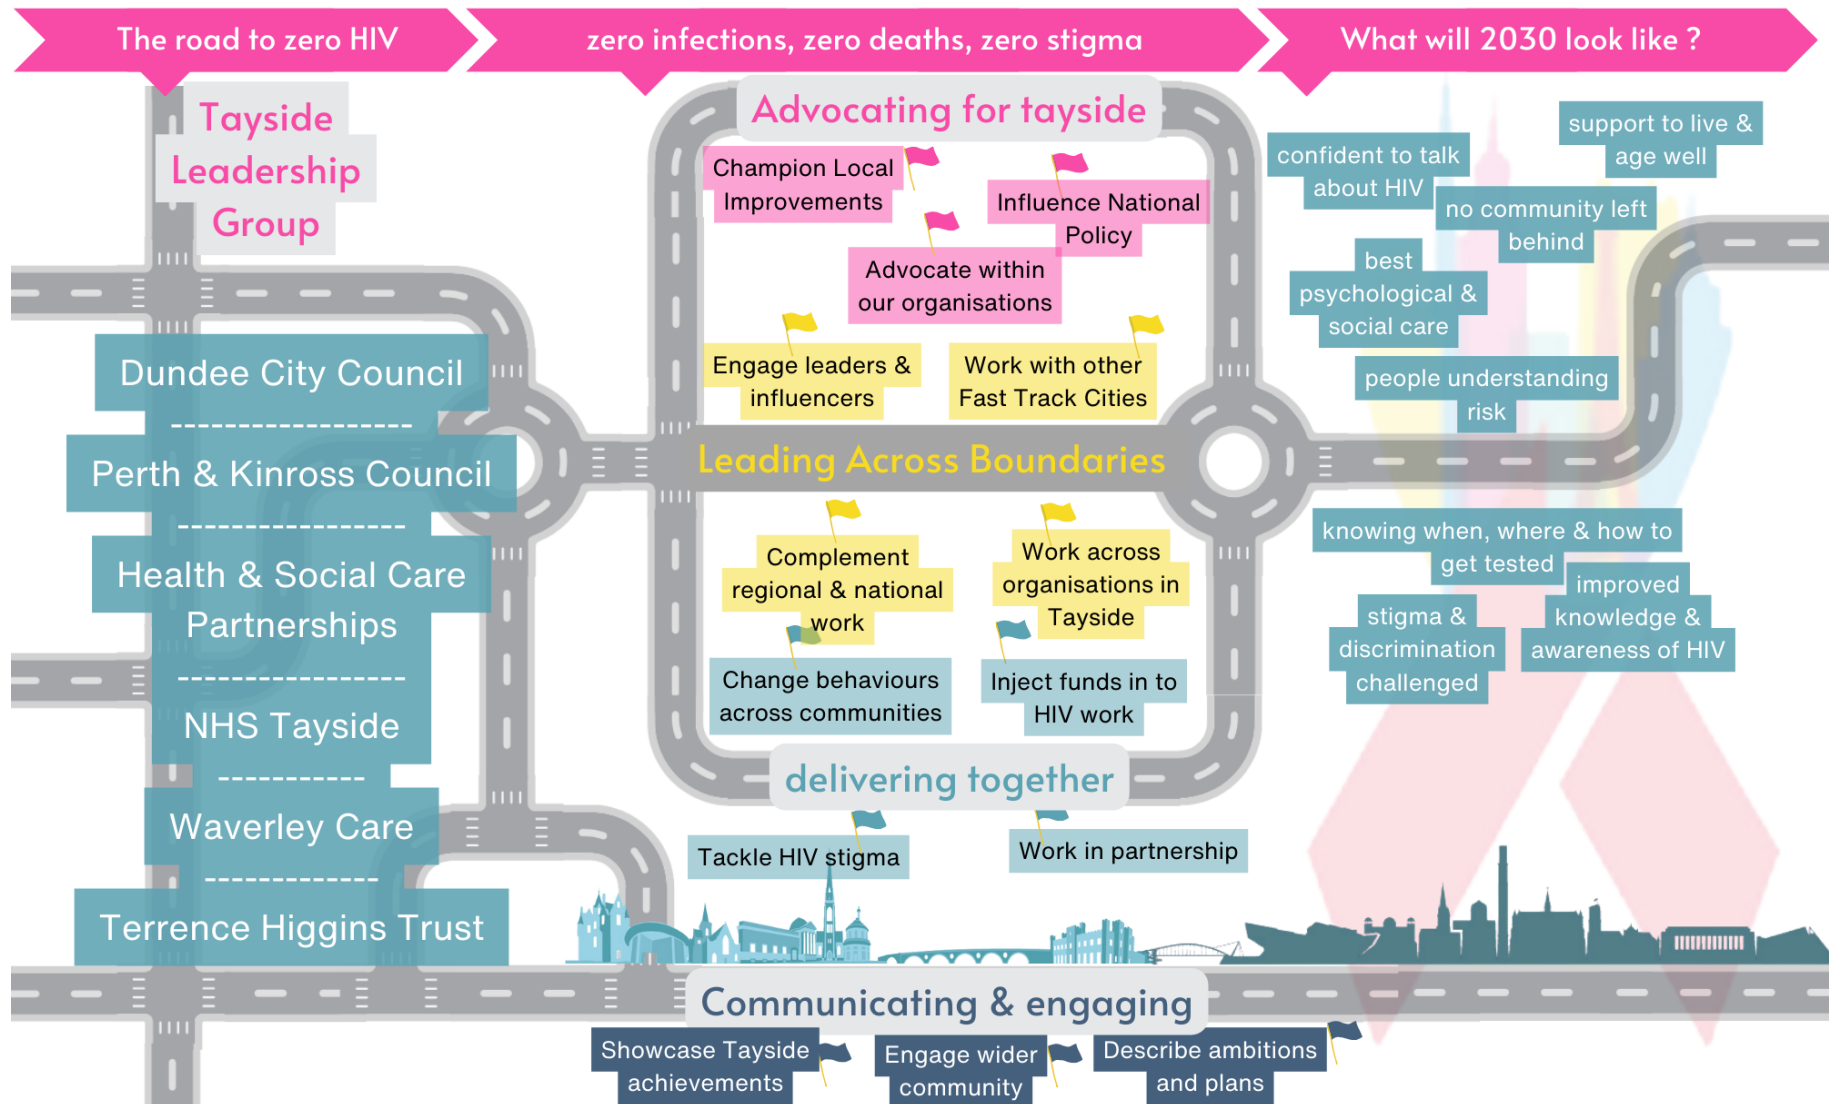 The road to zero HIV
zero infections, zero deaths, zero stigma
What will 2030 look like ?
Tayside
Leadership
Group
Dundee City Council
------------------
Perth & Kinross Council
-----------------
Health & Social Care
Partnerships
-----------------
NHS Tayside
-----------
Waverley Care
-------------
Terrence Higgins Trust
Advocating for tayside
Champion Local
Improvements
Influence National
Policy
Advocate within
our organisations
Engage leaders &
influencers
Work with other
Fast Track Cities
Leading Across Boundaries
Complement
regional & national
work
Work across
organisations in
Tayside
Change behaviours
across communities
Inject funds in to
HIV work
delivering together
Tackle HIV stigma
Work in partnership
Communicating & engaging
Showcase Tayside
achievements
Engage wider
community
Describe ambitions
and plans
support to live &
age well
confident to talk
about HIV
no community left
behind
best
psychological &
social care
people understanding
risk
knowing when, where & how to
get tested
improved
knowledge &
awareness of HIV
stigma &
discrimination
challenged